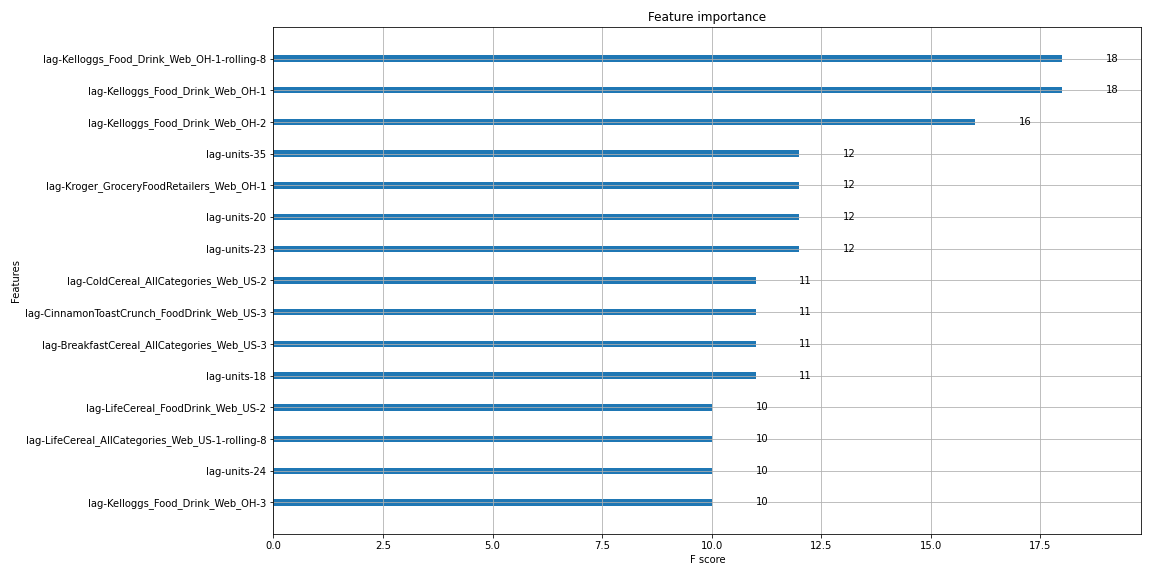 Feature importance
Features
lag-Kelloggs_Food_Drink_Web_OH-1-rolling-8 18
lag-Kelloggs_Food_Drink_Web_OH-1 18
lag-Kelloggs_Food_Drink_Web_OH-2 16
lag-units-35 12
lag-Kroger_GroceryFoodRetailers_Web_OH-1 12
lag-units-20 12
lag-units-23 12
lag-ColdCereal_AllCategories_Web_US-2 11
lag-CinnamonToastCrunch_FoodDrink_Web_US-3 11
lag-BreakfastCereal_AllCategories_Web_US-3 11
lag-units-18 11
lag-LifeCereal_FoodDrink_Web_US-2 10
lag-LifeCereal_AllCategories_Web_US-1-rolling-8 10
lag-units-24 10
lag-Kelloggs_Food_Drink_Web_OH-3 10
0.0 2.5 5.0 7.5 10.0 12.5 15.0 17.5
F score